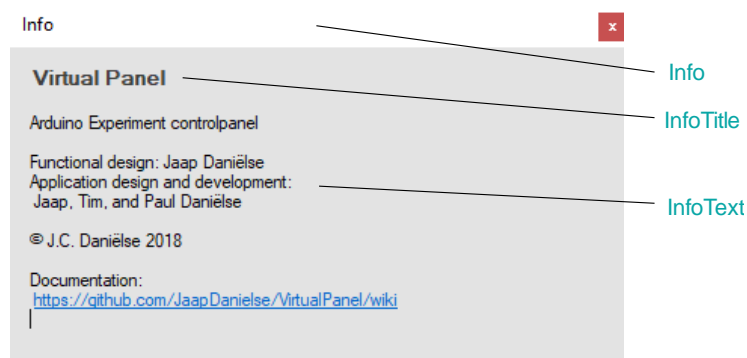 Info
x
Info
Virtual Panel
InfoTitle
Arduino Experiment controlpanel
Functional design: Jaap Daniëlse
Application design and development:
Jaap, Tim, and Paul Daniëlse
InfoText
© J.C. Daniëlse 2018
Documentation:
https://github.com/JaapDanielse/VirtualPanel/wiki